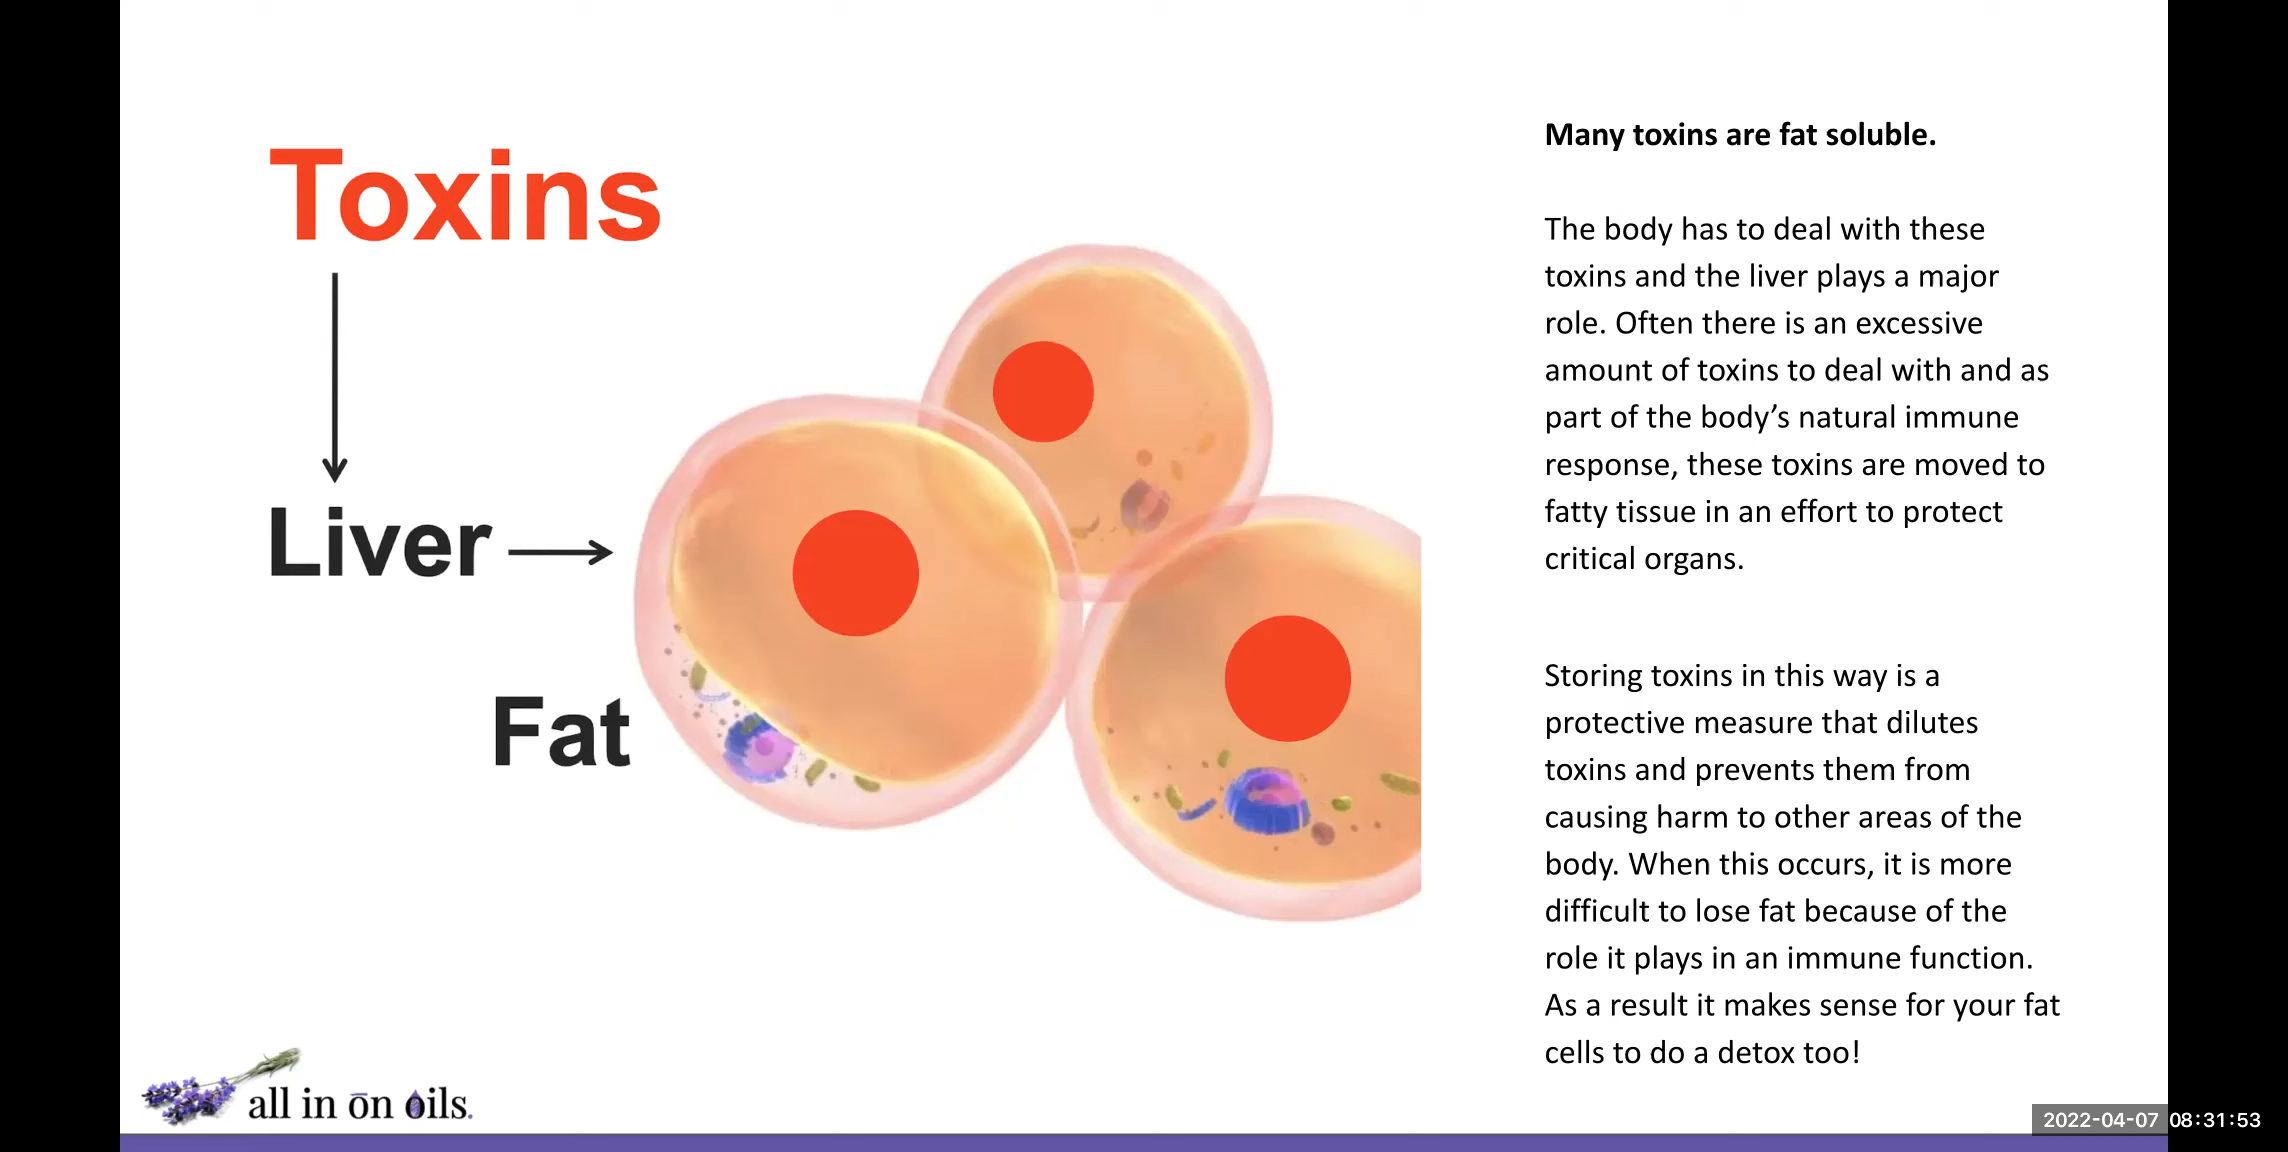 Toxins
Liver
Fat
Many toxins are fat soluble.
The body has to deal with these
toxins and the liver plays a major
role. Often there is an excessive
amount of toxins to deal with and as
part of the body’s natural immune
response, these toxins are moved to
fatty tissue in an effort to protect
critical organs.
Storing toxins in this way is a
protective measure that dilutes
toxins and prevents them from
causing harm to other areas of the
body. When this occurs, it is more
difficult to lose fat because of the
role it plays in an immune function.
As a result it makes sense for your fat
cells to do a detox too!
all in ōn oils.
2022-04-07 08:31:53